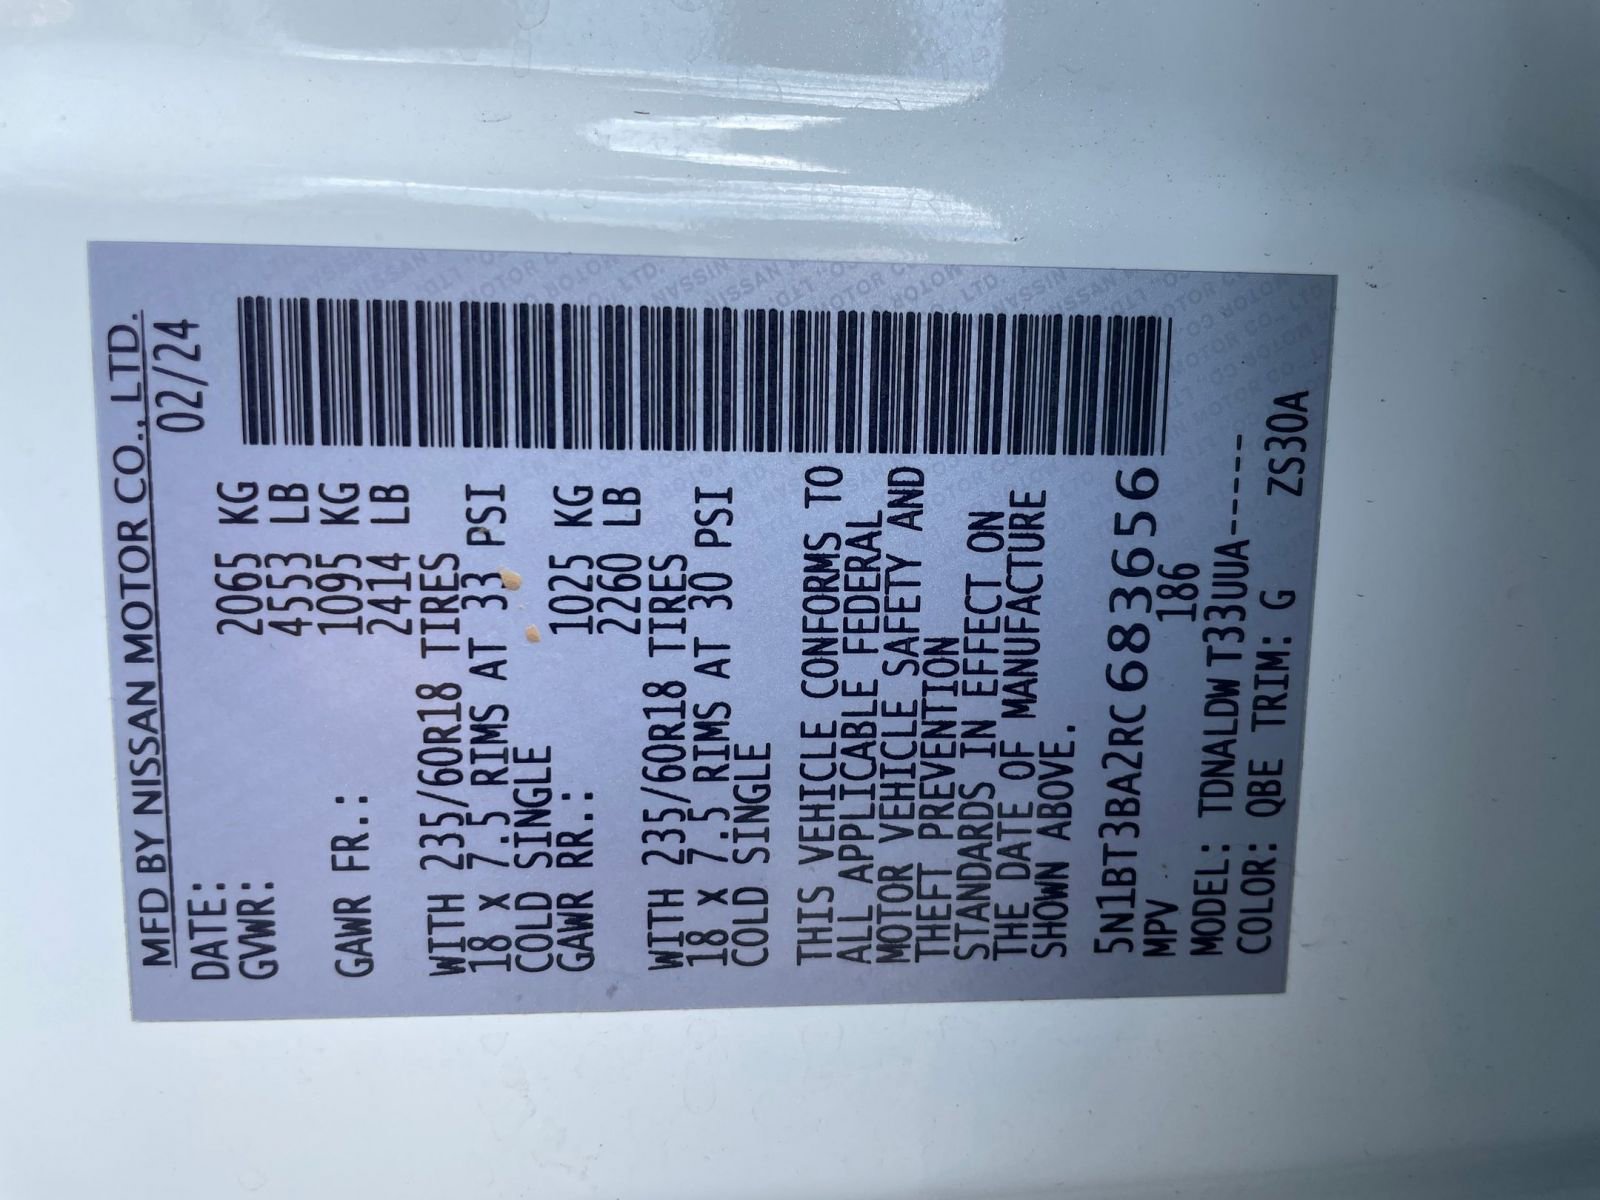 MFD BY NISSAN MOTOR CO., LTD.
DATE: 02/24
GVWR: 2065 KG
4553 LB
GAWR FR.: 1095 KG
2414 LB
WITH 235/60R18 TIRES
18 X 7.5 RIMS AT 33 PSI
COLD SINGLE
GAWR RR.: 1025 KG
2260 LB
WITH 235/60R18 TIRES
18 X 7.5 RIMS AT 30 PSI
COLD SINGLE
THIS VEHICLE CONFORMS TO
ALL APPLICABLE FEDERAL
MOTOR VEHICLE SAFETY AND
THEFT PREVENTION
STANDARDS IN EFFECT ON
THE DATE OF MANUFACTURE
SHOWN ABOVE.
5N1BT3BA2RC683656
MPV 186
MODEL: TDNALDW T33UUA-----
COLOR: QBE TRIM: G ZS30A